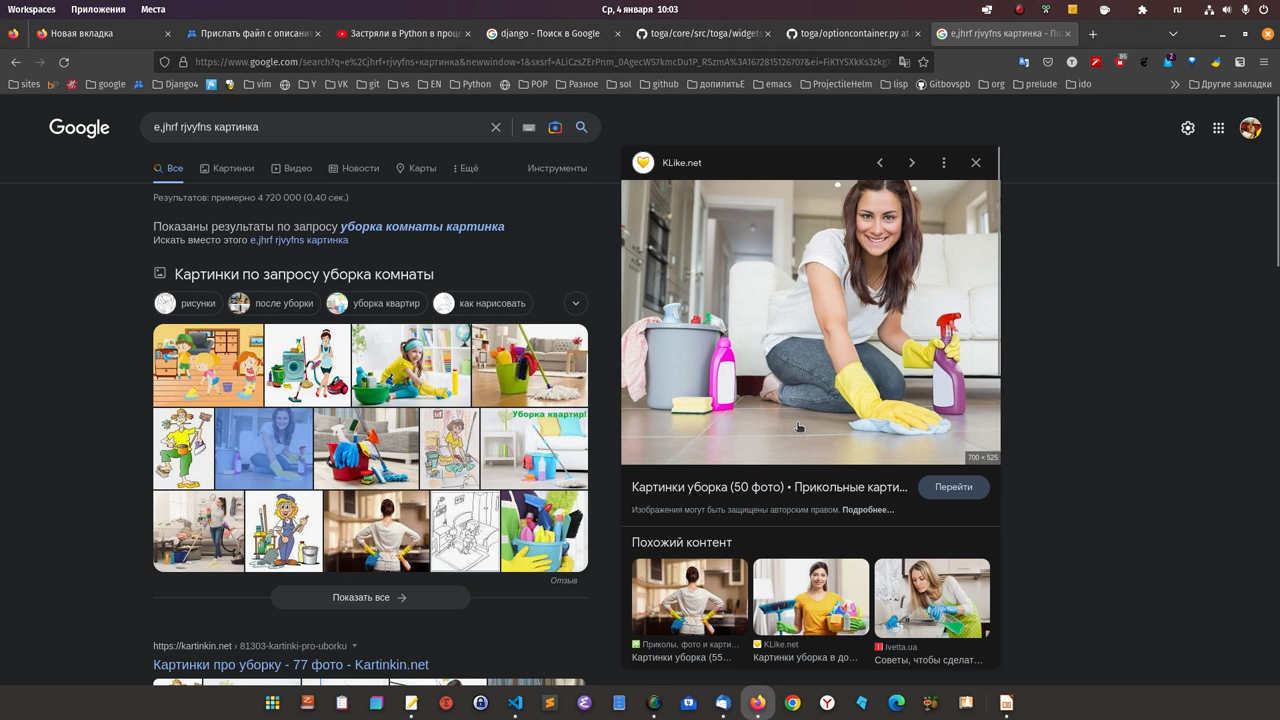 Workspaces Приложения Места Ср, 4 января 10:03 ru
Новая вкладка Прислать файл с описание Застряли в Python в проце django - Поиск в Google toga/core/src/toga/widget toga/optioncontainer.py at e,jhrf rjvyfns картинка - По
https://www.google.com/search?q=e%2Cjhrf+rjvyfns+картинка&newwindow=1&sxsrf=ALiCzsZErPnm_0AgecWS7kmcDu1P_RSzmA%3A1672815126707&ei=FiK1Y5XkKs3zkg 86 2
sites google Django4 vim Y VK git vs EN Python POP Разное sol github допилитьЕ emacs ProjectileHelm lisp Gitbovspb org prelude ido Другие закладки
Google e,jhrf rjvyfns картинка
Все Картинки Видео Новости Карты Ещё Инструменты
Результатов: примерно 4 720 000 (0,40 сек.)
Показаны результаты по запросу уборка комнаты картинка
Искать вместо этого e,jhrf rjvyfns картинка
Картинки по запросу уборка комнаты
рисунки после уборки уборка квартир как нарисовать
Уборка квартир!
Отзыв
Показать все
https://kartinkin.net › 81303-kartinki-pro-uborku
Картинки про уборку - 77 фото - Kartinkin.net
KLike.net
700 × 525
Картинки уборка (50 фото) • Прикольные карти... Перейти
Изображения могут быть защищены авторским правом. Подробнее...
Похожий контент
Приколы, фото и карти... KLike.net Ivetta.ua
Картинки уборка (55... Картинки уборка в до... Советы, чтобы сделат...